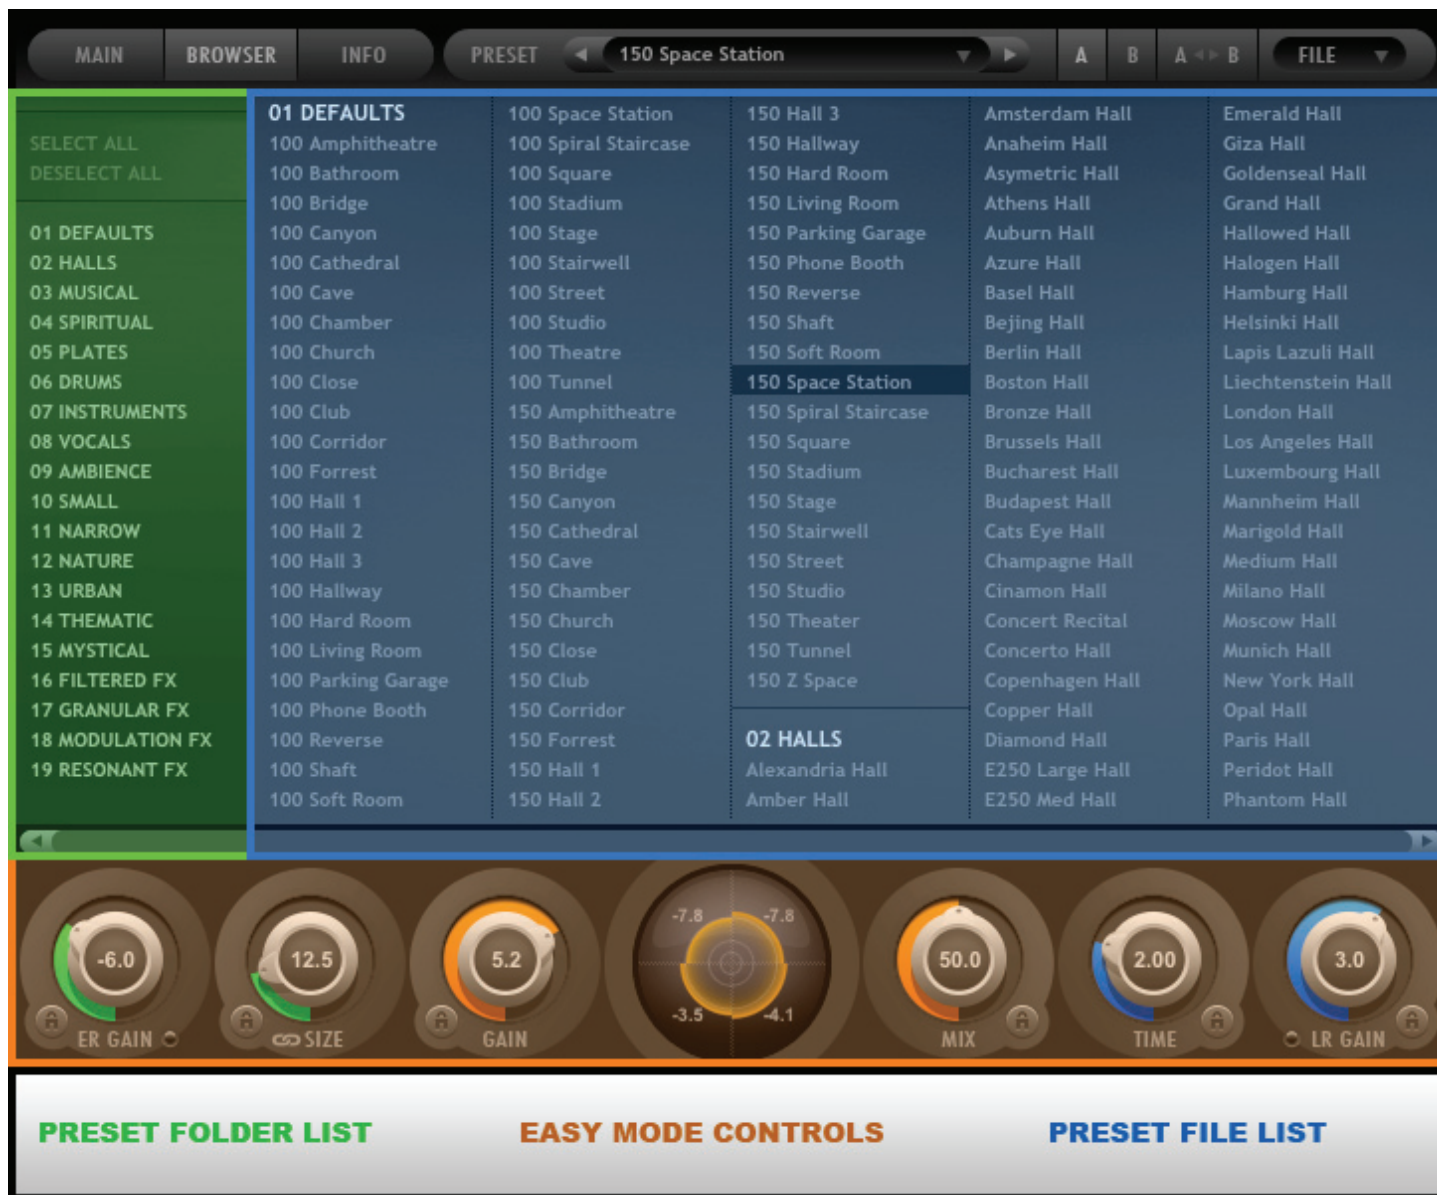 MAIN BROWSER INFO PRESET 150 Space Station A B A B FILE
SELECT ALL
DESELECT ALL
01 DEFAULTS
02 HALLS
03 MUSICAL
04 SPIRITUAL
05 PLATES
06 DRUMS
07 INSTRUMENTS
08 VOCALS
09 AMBIENCE
10 SMALL
11 NARROW
12 NATURE
13 URBAN
14 THEMATIC
15 MYSTICAL
16 FILTERED FX
17 GRANULAR FX
18 MODULATION FX
19 RESONANT FX
01 DEFAULTS
100 Amphitheatre
100 Bathroom
100 Bridge
100 Canyon
100 Cathedral
100 Cave
100 Chamber
100 Church
100 Close
100 Club
100 Corridor
100 Forrest
100 Hall 1
100 Hall 2
100 Hall 3
100 Hallway
100 Hard Room
100 Living Room
100 Parking Garage
100 Phone Booth
100 Reverse
100 Shaft
100 Soft Room
100 Space Station
100 Spiral Staircase
100 Square
100 Stadium
100 Stage
100 Stairwell
100 Street
100 Studio
100 Theatre
100 Tunnel
150 Amphitheatre
150 Bathroom
150 Bridge
150 Canyon
150 Cathedral
150 Cave
150 Chamber
150 Church
150 Close
150 Club
150 Corridor
150 Forrest
150 Hall 1
150 Hall 2
150 Hall 3
150 Hallway
150 Hard Room
150 Living Room
150 Parking Garage
150 Phone Booth
150 Reverse
150 Shaft
150 Soft Room
150 Space Station
150 Spiral Staircase
150 Square
150 Stadium
150 Stage
150 Stairwell
150 Street
150 Studio
150 Theater
150 Tunnel
150 Z Space
02 HALLS
Alexandria Hall
Amber Hall
Amsterdam Hall
Anaheim Hall
Asymetric Hall
Athens Hall
Auburn Hall
Azure Hall
Basel Hall
Bejing Hall
Berlin Hall
Boston Hall
Bronze Hall
Brussels Hall
Bucharest Hall
Budapest Hall
Cats Eye Hall
Champagne Hall
Cinamon Hall
Concert Recital
Concerto Hall
Copenhagen Hall
Copper Hall
Diamond Hall
E250 Large Hall
E250 Med Hall
Emerald Hall
Giza Hall
Goldenseal Hall
Grand Hall
Hallowed Hall
Halogen Hall
Hamburg Hall
Helsinki Hall
Lapis Lazuli Hall
Liechtenstein Hall
London Hall
Los Angeles Hall
Luxembourg Hall
Mannheim Hall
Marigold Hall
Medium Hall
Milano Hall
Moscow Hall
Munich Hall
New York Hall
Opal Hall
Paris Hall
Peridot Hall
Phantom Hall
-7.8 -7.8
-6.0 12.5 5.2 50.0 2.00 3.0
-3.5 -4.1
ER GAIN SIZE GAIN MIX TIME LR GAIN
PRESET FOLDER LIST EASY MODE CONTROLS PRESET FILE LIST